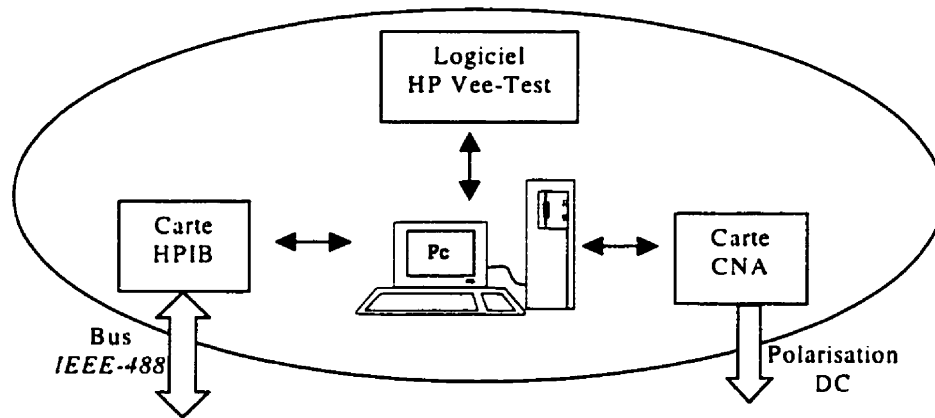 Logiciel
HP Vee-Test
Carte
HPIB
Pc
Carte
CNA
Bus
IEEE-488
Polarisation
DC